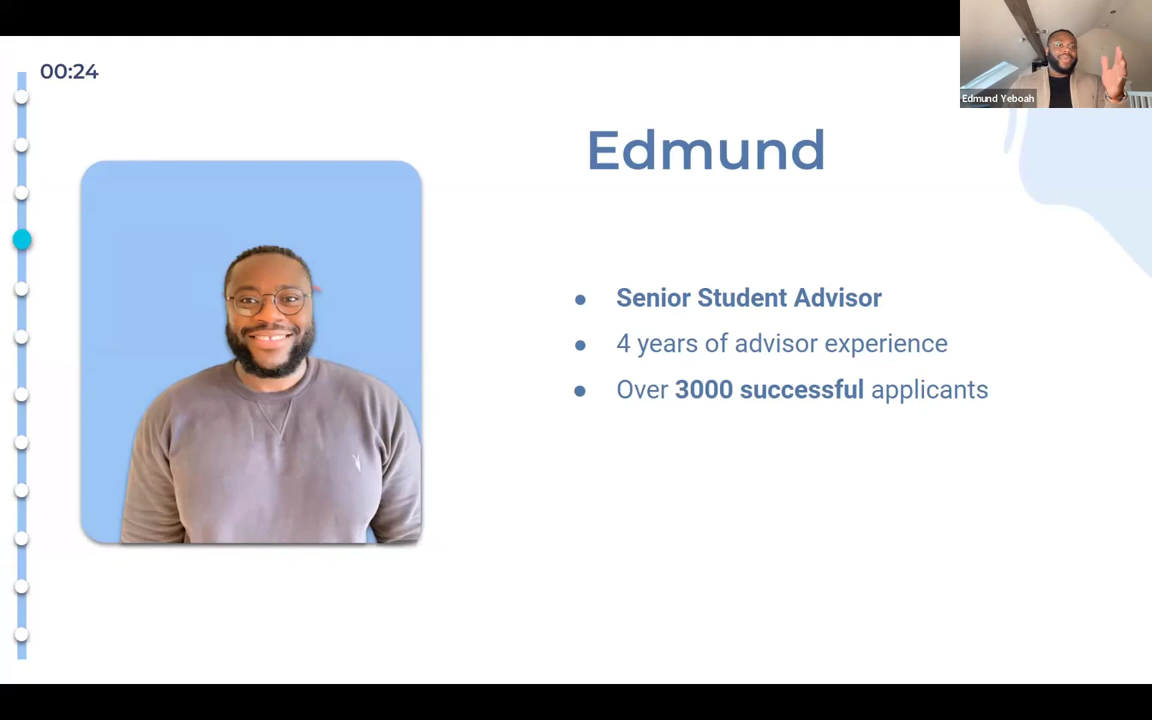 00:24
Edmund Yeboah
Edmund
• Senior Student Advisor
• 4 years of advisor experience
• Over 3000 successful applicants